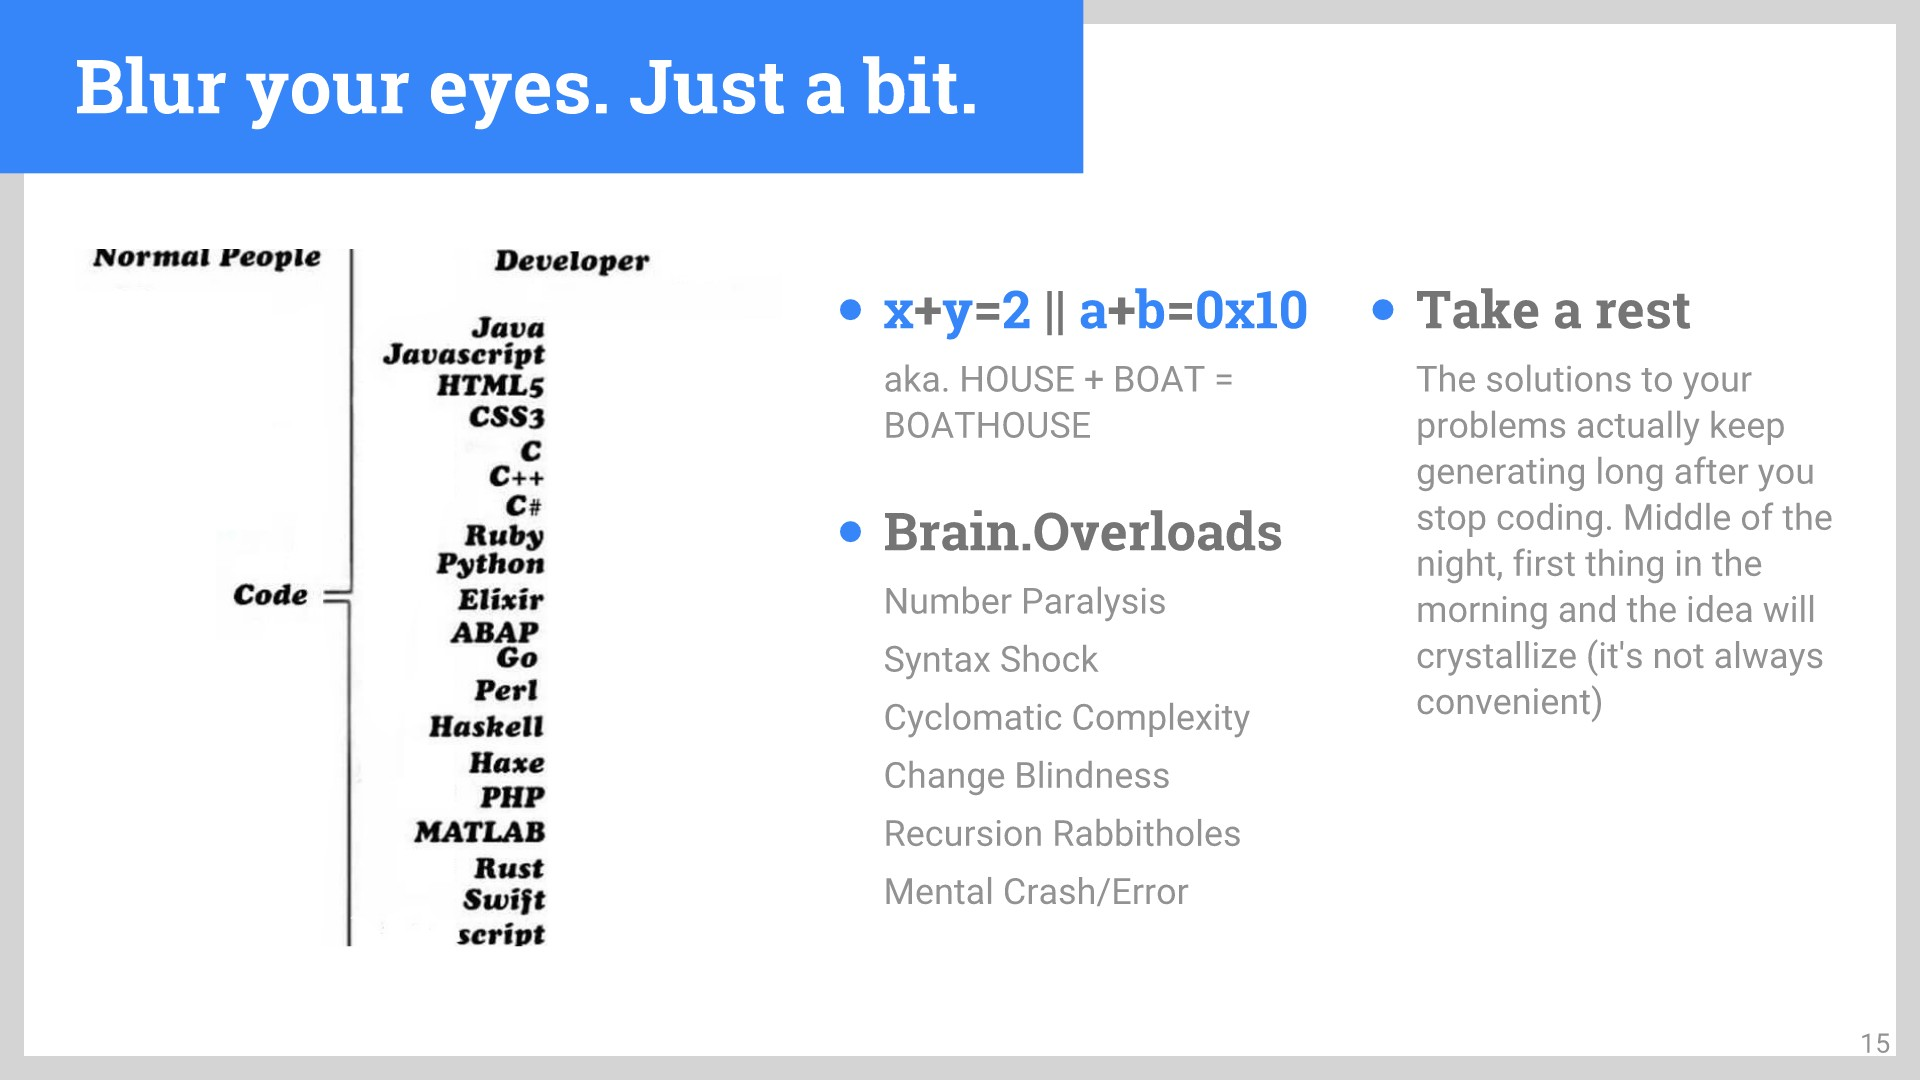 Blur your eyes. Just a bit.
Normal People
Developer
Java
Javascript
HTML5
CSS3
C
C++
C#
Ruby
Python
Code
Elixir
ABAP
Go
Perl
Haskell
Haxe
PHP
MATLAB
Rust
Swift
script
x+y=2 || a+b=0x10
aka. HOUSE + BOAT =
BOATHOUSE
Brain.Overloads
Number Paralysis
Syntax Shock
Cyclomatic Complexity
Change Blindness
Recursion Rabbitholes
Mental Crash/Error
Take a rest
The solutions to your
problems actually keep
generating long after you
stop coding. Middle of the
night, first thing in the
morning and the idea will
crystallize (it's not always
convenient)
15